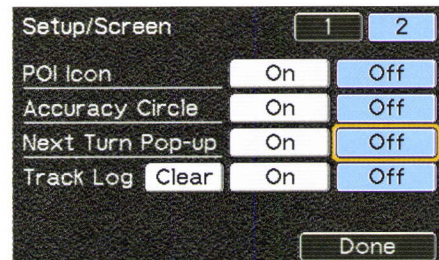 Setup/Screen 1 2
POI Icon On Off
Accuracy Circle On Off
Next Turn Pop-up On Off
Track Log Clear On Off
Done